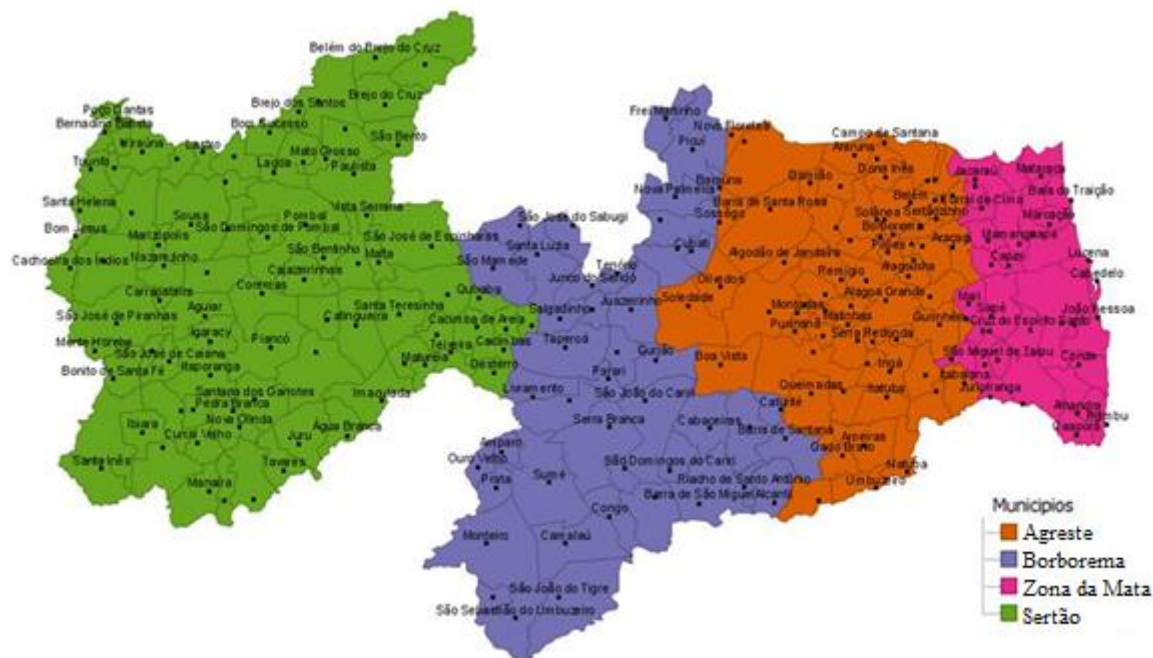 Belém do Brejo do Cruz
Brejo dos Santos
Brejo do Cruz
Poço Dantas
Bernadino Batista
Bom Sucesso
São Bento
Lastro
Mato Grosso
Lagoa
Paulista
Santa Helena
Vista Serrana
Sousa
Pombal
Bom Jesus
São Domingos de Pombal
Marizópolis
São José de Espinharas
São Bentinho
Malta
Cachoeira dos Índios
Nazarezinho
Cajazeirinhas
Coremas
Carrapateira
Aguiar
Santa Teresinha
Quixaba
São José de Piranhas
Catingueira
Cacimba de Areia
Igaracy
Piancó
Teixeira
Cacimbas
Monte Horebe
São José de Caiana
Maturéia
Desterro
Itaporanga
Bonito de Santa Fé
Santana dos Garrotes
Imaculada
Pedra Branca
Nova Olinda
Ibiara
Água Branca
Curral Velho
Juru
Santa Inês
Tavares
Manaíra
Frei Martinho
Nova Floresta
Picuí
Nova Palmeira
São José do Sabugi
Santa Luzia
Cubati
São Mamede
Tenório
Junco do Seridó
Salgadinho
Juazeirinho
Taperoá
Gurjão
Parari
Livramento
São João do Cariri
Serra Branca
Cabaceiras
Barra de Santana
Amparo
Ouro Velho
São Domingos do Cariri
Prata
Sumé
Riacho de Santo Antônio
Barra de São Miguel
Alcantil
Congo
Monteiro
Camalaú
São João do Tigre
São Sebastião do Umbuzeiro
Campo de Santana
Araruna
Dona Inês
Damião
Baraúna
Belém
Barra de Santa Rosa
Sossêgo
Solânea
Sertãozinho
Borborema
Araçagi
Algodão de Jandaíra
Pilões
Alagoinha
Remígio
Olivedos
Alagoa Grande
Soledade
Montadas
Matinhas
Gurinhém
Puxinanã
Serra Redonda
Boa Vista
Ingá
Itabaiana
Queimadas
Itatuba
Caturité
Aroeiras
Gado Bravo
Natuba
Umbuzeiro
Jacaraú
Mataraca
Baía da Traição
Curral de Cima
Marcação
Mamanguape
Capim
Lucena
Cabedelo
Mari
Sapé
João Pessoa
Cruz do Espírito Santo
São Miguel de Taipu
Conde
Juripiranga
Alhandra
Pitimbu
Caaporã
Municípios
Agreste
Borborema
Zona da Mata
Sertão